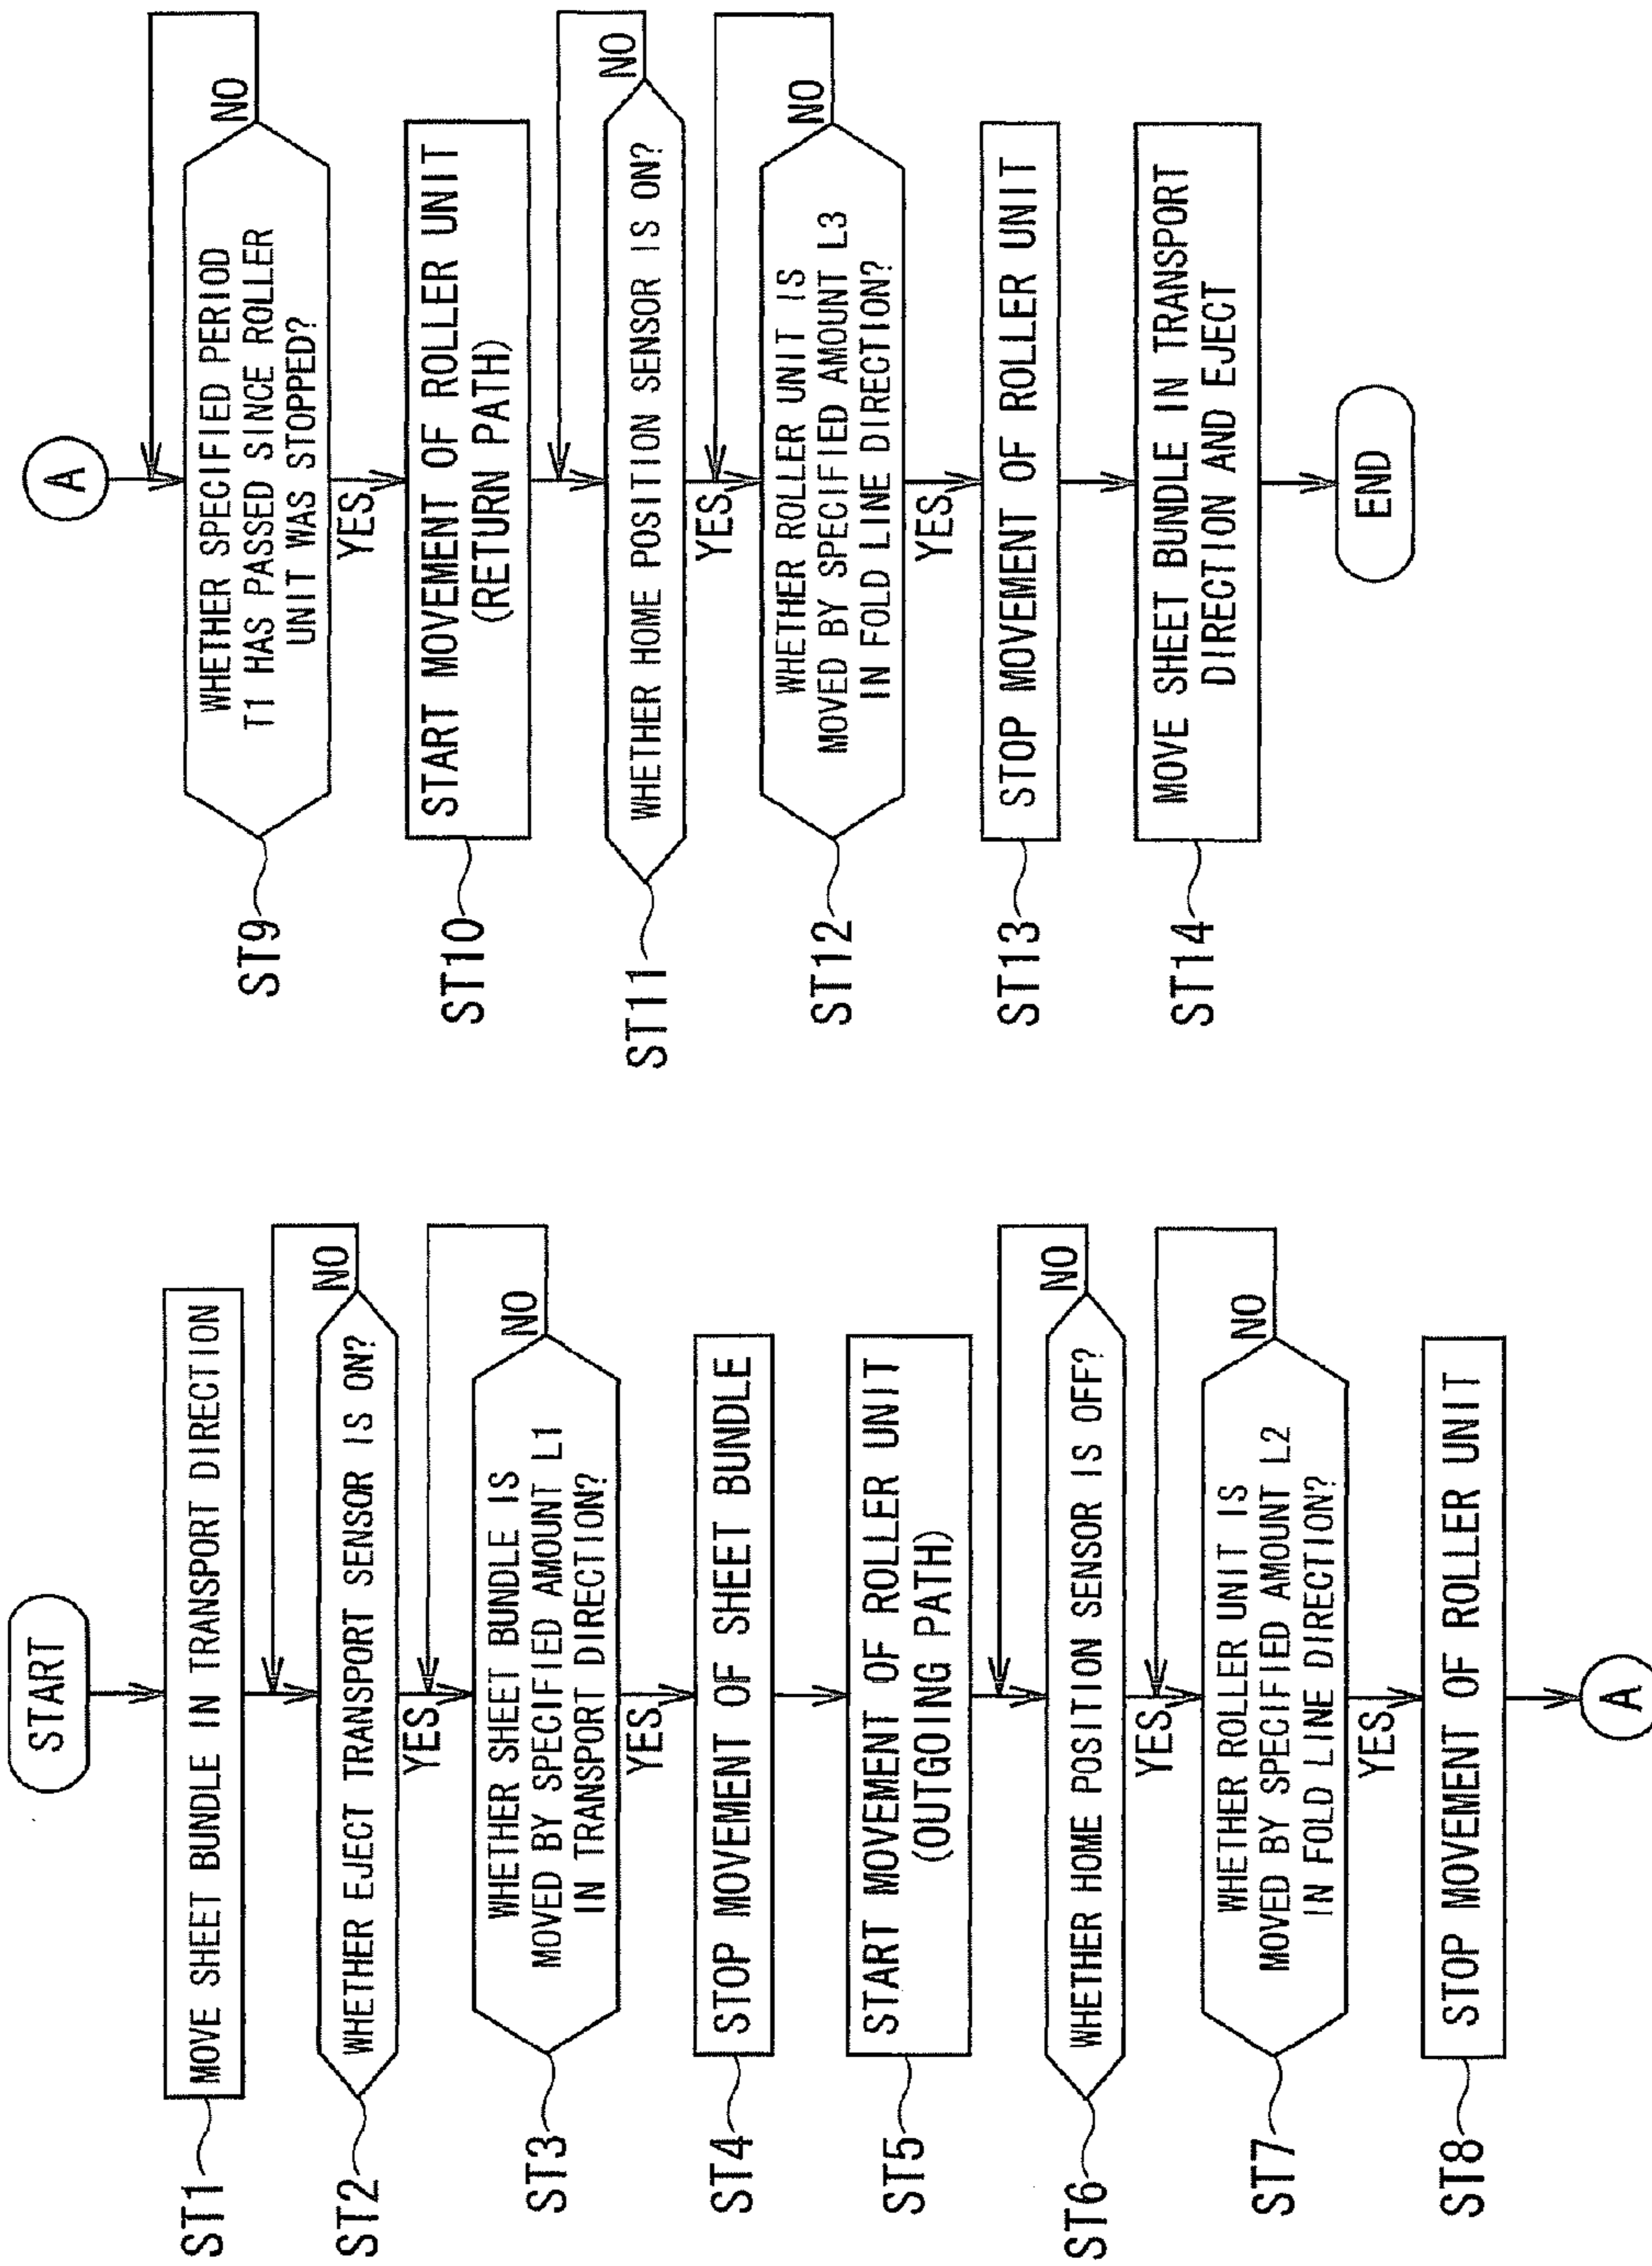 START
ST1
MOVE SHEET BUNDLE IN TRANSPORT DIRECTION
ST2
WHETHER EJECT TRANSPORT SENSOR IS ON?
NO
YES
ST3
WHETHER SHEET BUNDLE IS
MOVED BY SPECIFIED AMOUNT L1
IN TRANSPORT DIRECTION?
NO
YES
ST4
STOP MOVEMENT OF SHEET BUNDLE
ST5
START MOVEMENT OF ROLLER UNIT
(OUTGOING PATH)
ST6
WHETHER HOME POSITION SENSOR IS OFF?
NO
YES
ST7
WHETHER ROLLER UNIT IS
MOVED BY SPECIFIED AMOUNT L2
IN FOLD LINE DIRECTION?
NO
YES
ST8
STOP MOVEMENT OF ROLLER UNIT
A
A
ST9
WHETHER SPECIFIED PERIOD
T1 HAS PASSED SINCE ROLLER
UNIT WAS STOPPED?
NO
YES
ST10
START MOVEMENT OF ROLLER UNIT
(RETURN PATH)
ST11
WHETHER HOME POSITION SENSOR IS ON?
NO
YES
ST12
WHETHER ROLLER UNIT IS
MOVED BY SPECIFIED AMOUNT L3
IN FOLD LINE DIRECTION?
NO
YES
ST13
STOP MOVEMENT OF ROLLER UNIT
ST14
MOVE SHEET BUNDLE IN TRANSPORT
DIRECTION AND EJECT
END